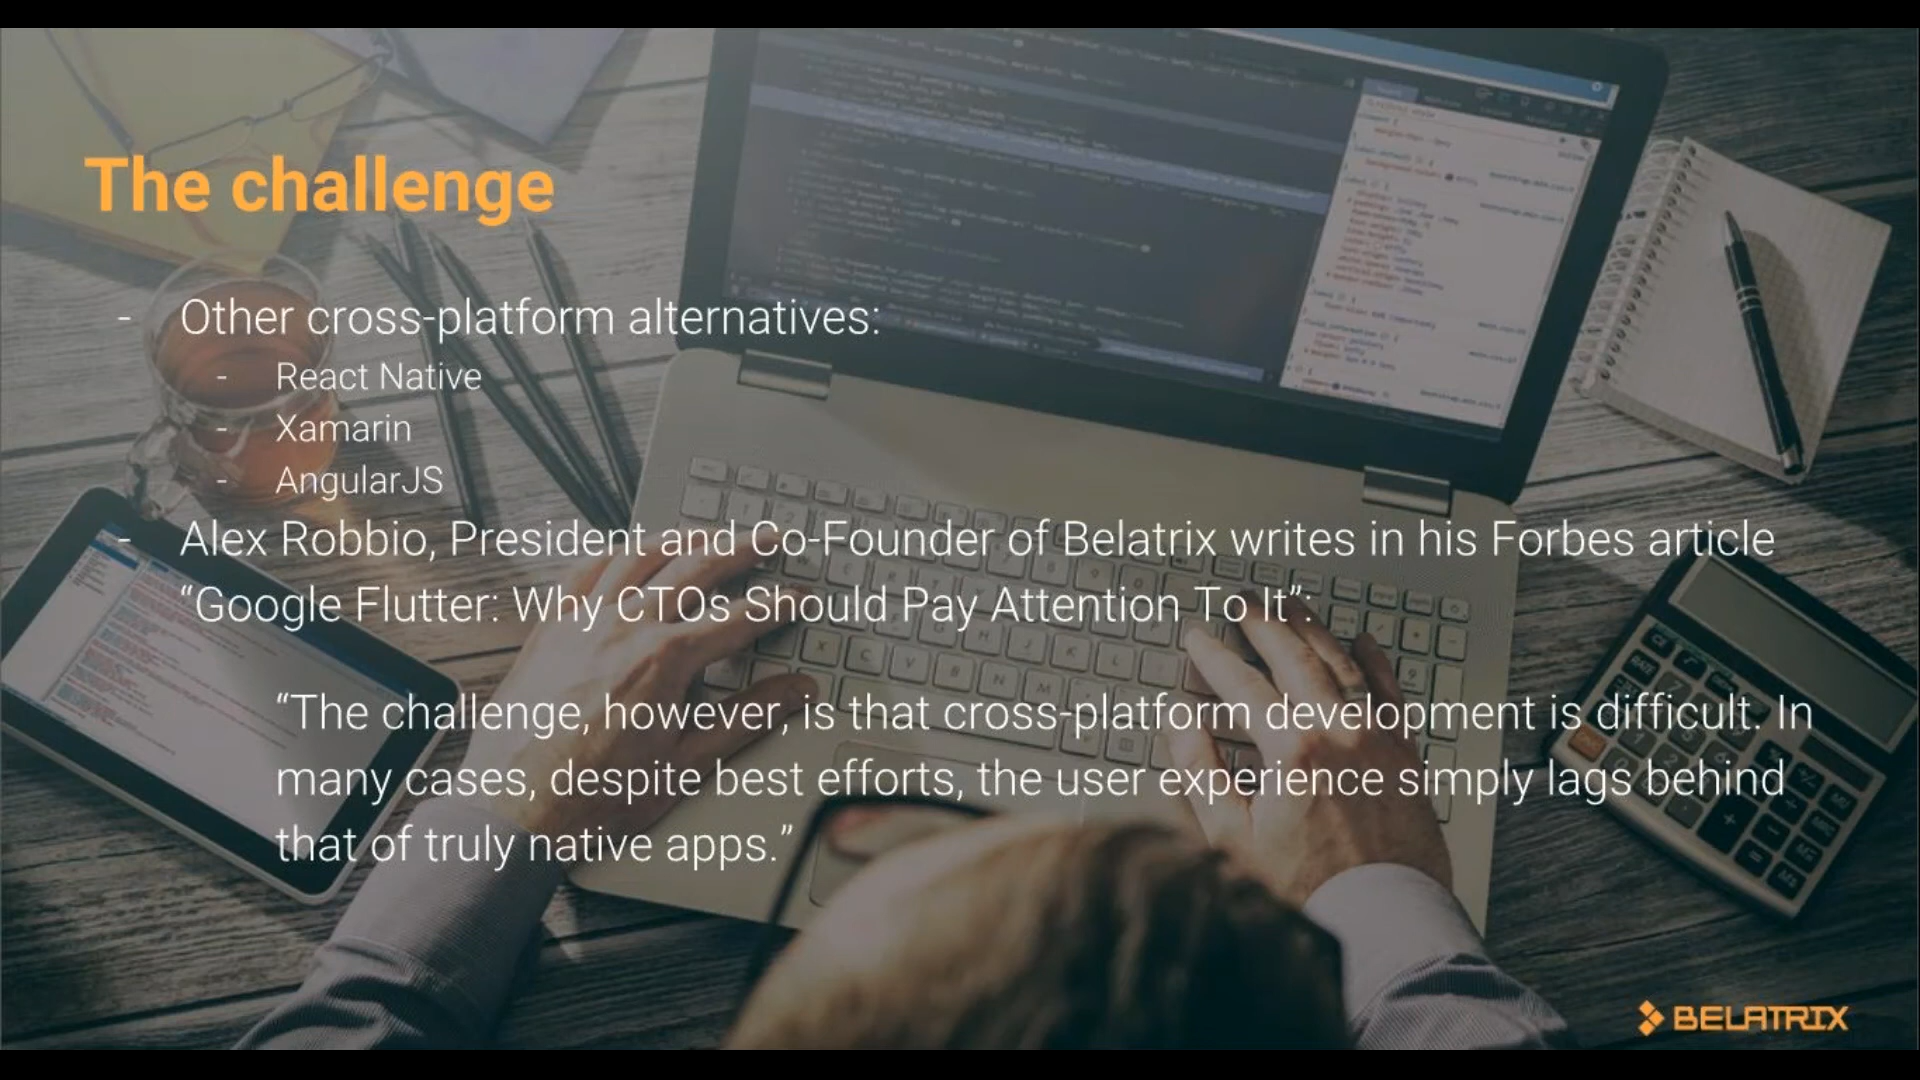 The challenge
- Other cross-platform alternatives:
- React Native
- Xamarin
- AngularJS
- Alex Robbio, President and Co-Founder of Belatrix writes in his Forbes article
“Google Flutter: Why CTOs Should Pay Attention To It”:
“The challenge, however, is that cross-platform development is difficult. In
many cases, despite best efforts, the user experience simply lags behind
that of truly native apps.”
BELATRIX